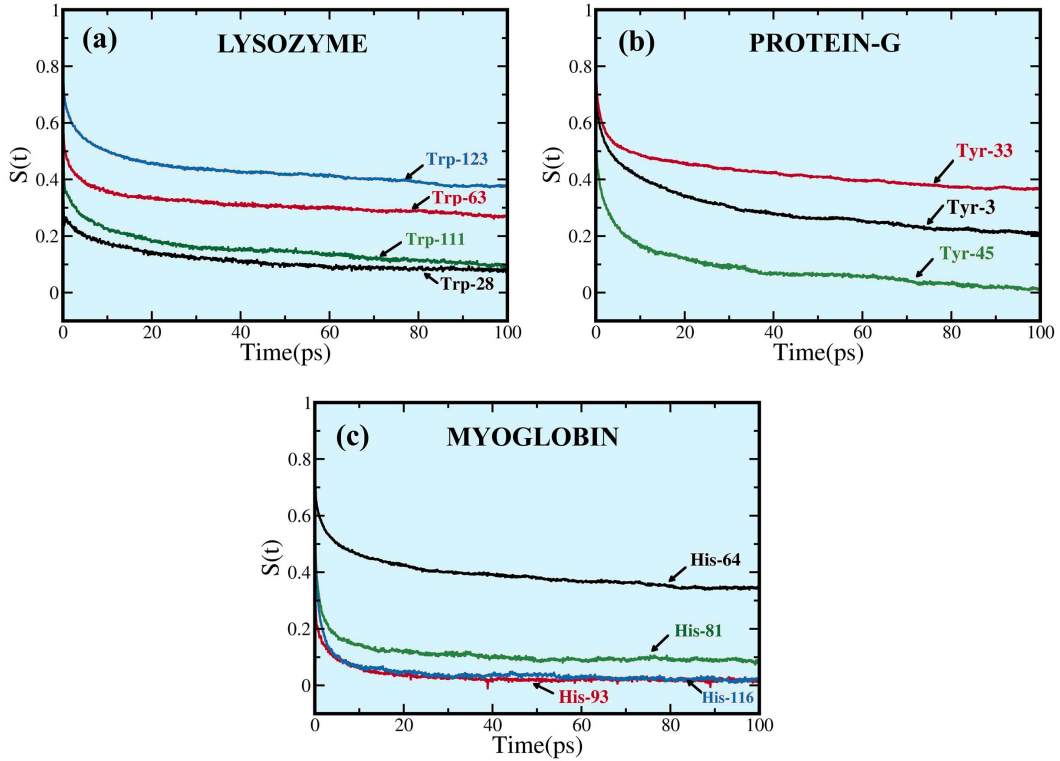 (a) LYSOZYME
S(t)
1
0.8
0.6
0.4
0.2
0
Trp-123
Trp-63
Trp-111
Trp-28
0 20 40 60 80 100
Time(ps)
(b) PROTEIN-G
S(t)
1
0.8
0.6
0.4
0.2
0
Tyr-33
Tyr-3
Tyr-45
0 20 40 60 80 100
Time(ps)
(c) MYOGLOBIN
S(t)
1
0.8
0.6
0.4
0.2
0
His-64
His-81
His-93
His-116
0 20 40 60 80 100
Time(ps)